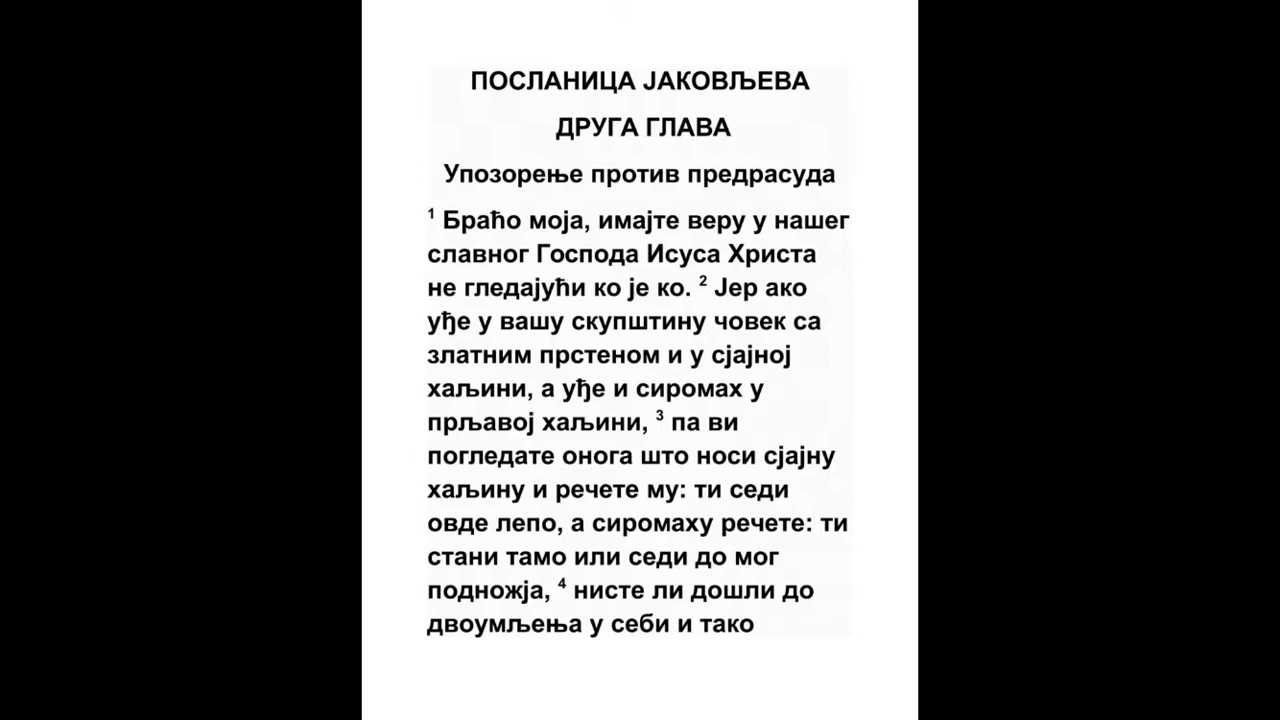 ПОСЛАНИЦА ЈАКОВЉЕВА
ДРУГА ГЛАВА
Упозорење против предрасуда
¹ Браћо моја, имајте веру у нашег
славног Господа Исуса Христа
не гледајући ко је ко. ² Јер ако
уђе у вашу скупштину човек са
златним прстеном и у сјајној
хаљини, а уђе и сиромах у
прљавој хаљини, ³ па ви
погледате онога што носи сјајну
хаљину и речете му: ти седи
овде лепо, а сиромаху речете: ти
стани тамо или седи до мог
подножја, ⁴ нисте ли дошли до
двоумљења у себи и тако